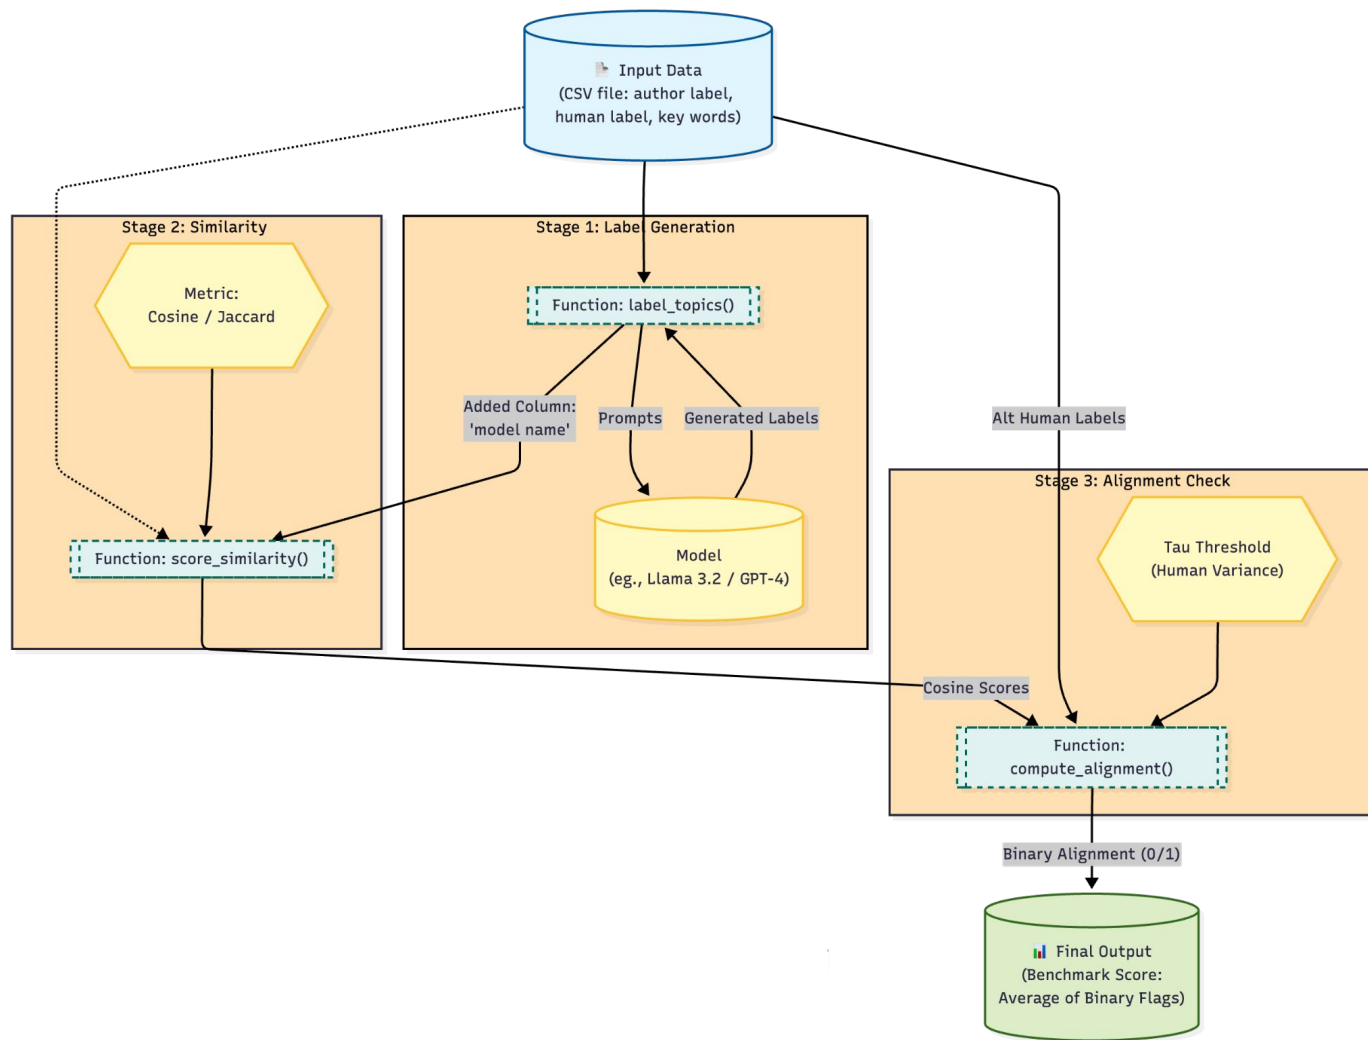 Input Data
(CSV file: author label,
human label, key words)
Stage 2: Similarity
Metric:
Cosine / Jaccard
Function: score_similarity()
Stage 1: Label Generation
Function: label_topics()
Added Column:
'model name'
Prompts
Generated Labels
Model
(eg., Llama 3.2 / GPT-4)
Alt Human Labels
Stage 3: Alignment Check
Tau Threshold
(Human Variance)
Cosine Scores
Function:
compute_alignment()
Binary Alignment (0/1)
Final Output
(Benchmark Score:
Average of Binary Flags)